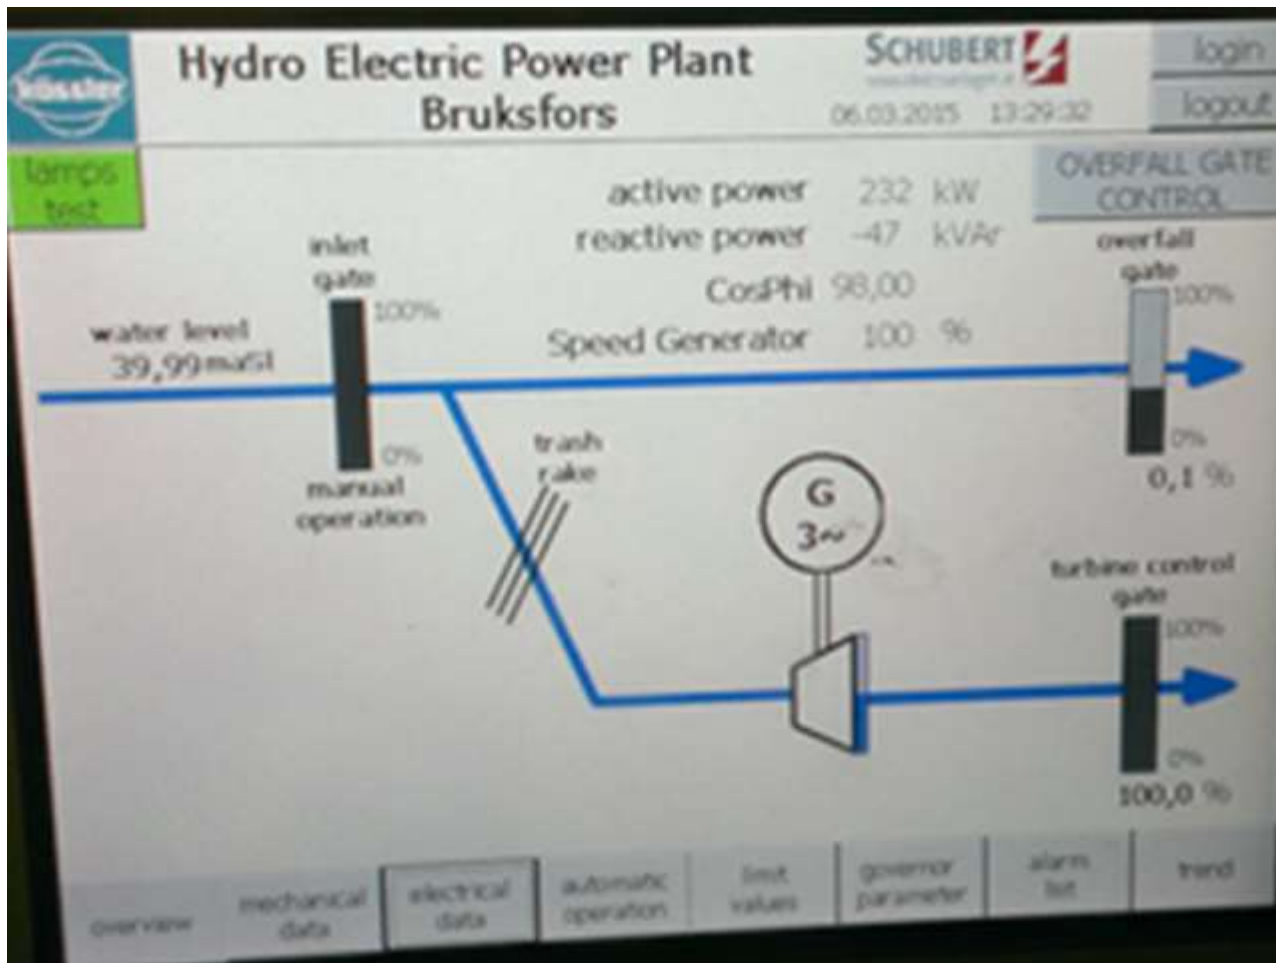 kössler
Hydro Electric Power Plant
Bruksfors
SCHUBERT
06.03.2015 13:29:32
login
logout
lamps
test
OVERFALL GATE
CONTROL
active power 232 kW
reactive power -47 kVAr
CosPhi 98,00
Speed Generator 100 %
inlet
gate
100%
0%
manual
operation
water level
39,99 maSl
overfall
gate
100%
0%
0,1 %
trash
rake
G
3~
turbine control
gate
100%
0%
100,0 %
overview
mechanical
data
electrical
data
automatic
operation
limit
values
governor
parameter
alarm
list
trend